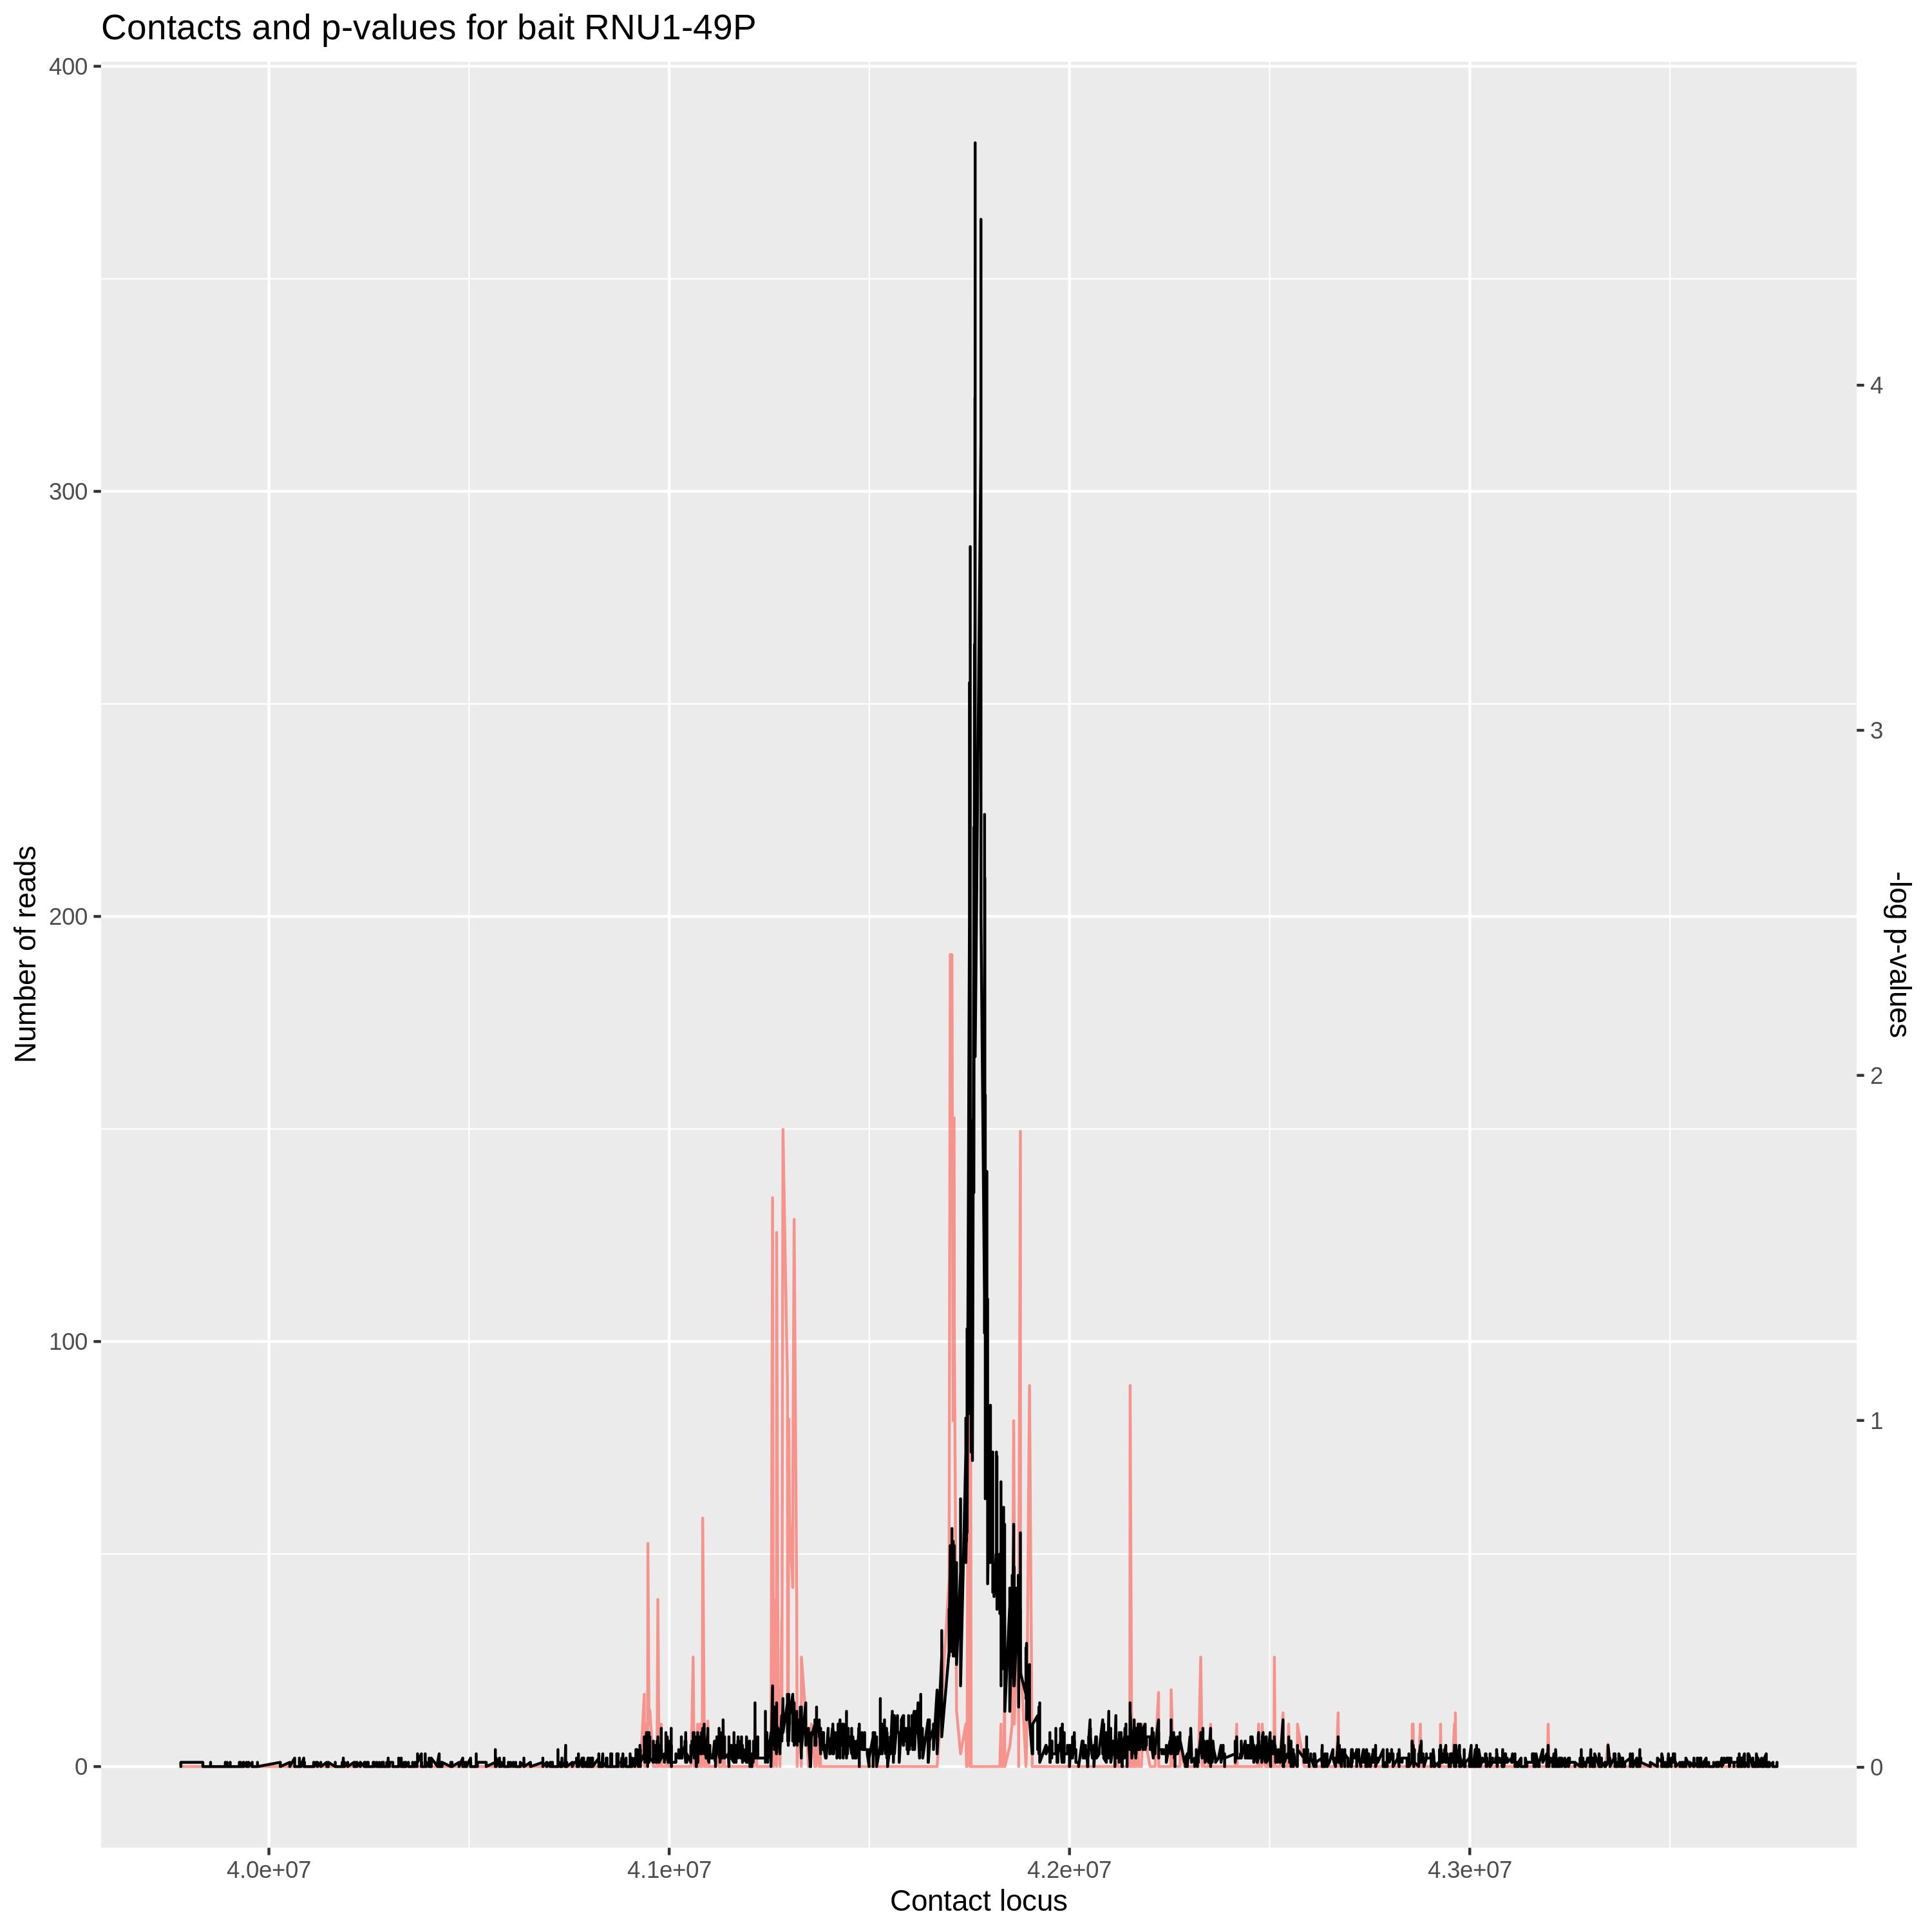 Contacts and p-values for bait RNU1-49P
400
300
200
100
0
Number of reads
4
3
2
1
0
-log p-values
4.0e+07
4.1e+07
4.2e+07
4.3e+07
Contact locus